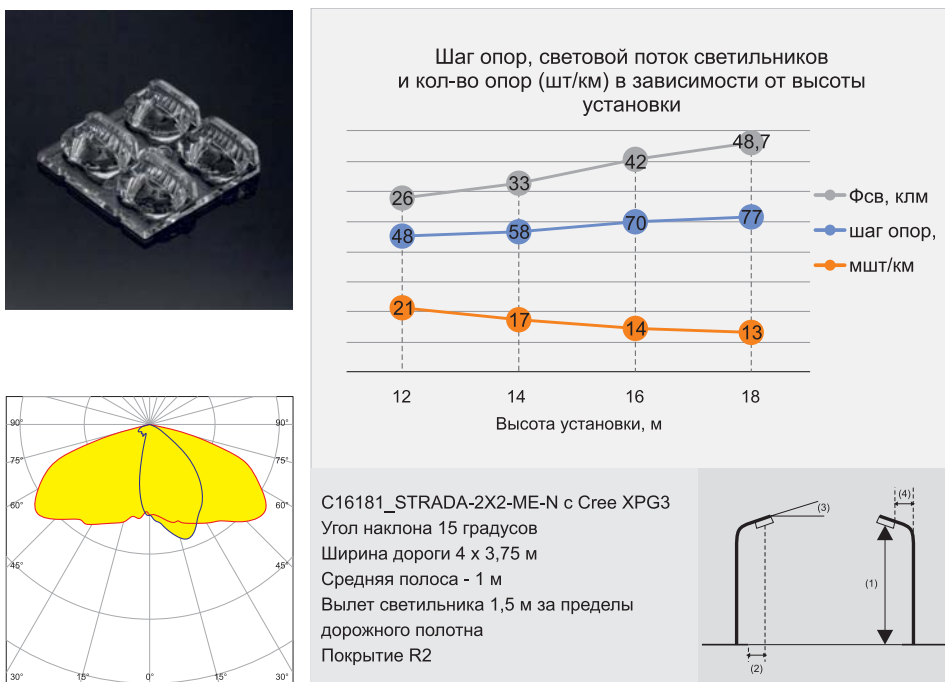 Шаг опор, световой поток светильников
и кол-во опор (шт/км) в зависимости от высоты
установки
48,7
42
33
26
77
70
58
48
21
17
14
13
Фсв, клм
шаг опор,
мшт/км
12 14 16 18
Высота установки, м
90° 90°
75° 75°
60° 60°
45° 45°
30° 15° 0° 15° 30°
C16181_STRADA-2X2-ME-N с Cree XPG3
Угол наклона 15 градусов
Ширина дороги 4 x 3,75 м
Средняя полоса - 1 м
Вылет светильника 1,5 м за пределы
дорожного полотна
Покрытие R2
(4)
(3)
(1)
(2)